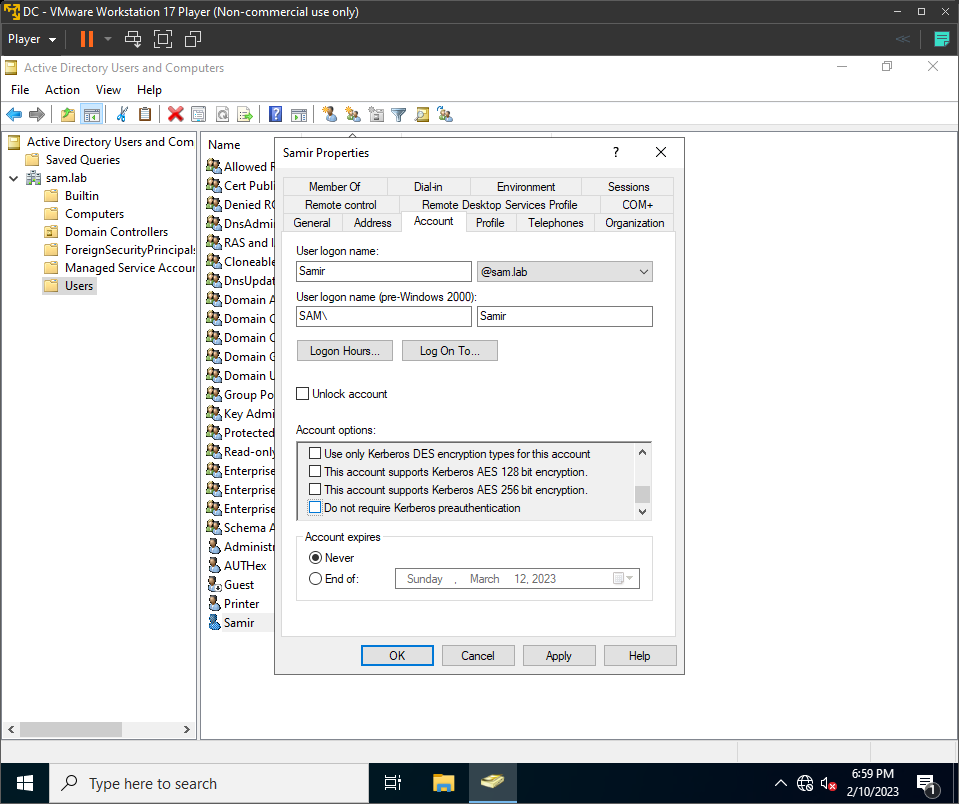 DC - VMware Workstation 17 Player (Non-commercial use only)
Player
Active Directory Users and Computers
File Action View Help
Active Directory Users and Com
Saved Queries
sam.lab
Builtin
Computers
Domain Controllers
ForeignSecurityPrincipals
Managed Service Accour
Users
Name
Allowed R
Cert Publi
Denied RO
DnsAdmi
RAS and I
Cloneable
DnsUpdat
Domain A
Domain C
Domain C
Domain G
Domain U
Group Po
Key Admi
Protected
Read-only
Enterprise
Enterprise
Enterprise
Schema A
Administr
AUTHex
Guest
Printer
Samir
Samir Properties
?
Member Of Dial-in Environment Sessions
Remote control Remote Desktop Services Profile COM+
General Address Account Profile Telephones Organization
User logon name:
Samir @sam.lab
User logon name (pre-Windows 2000):
SAM\ Samir
Logon Hours... Log On To...
Unlock account
Account options:
Use only Kerberos DES encryption types for this account
This account supports Kerberos AES 128 bit encryption.
This account supports Kerberos AES 256 bit encryption.
Do not require Kerberos preauthentication
Account expires
Never
End of: Sunday , March 12, 2023
OK Cancel Apply Help
Type here to search
6:59 PM
2/10/2023
1